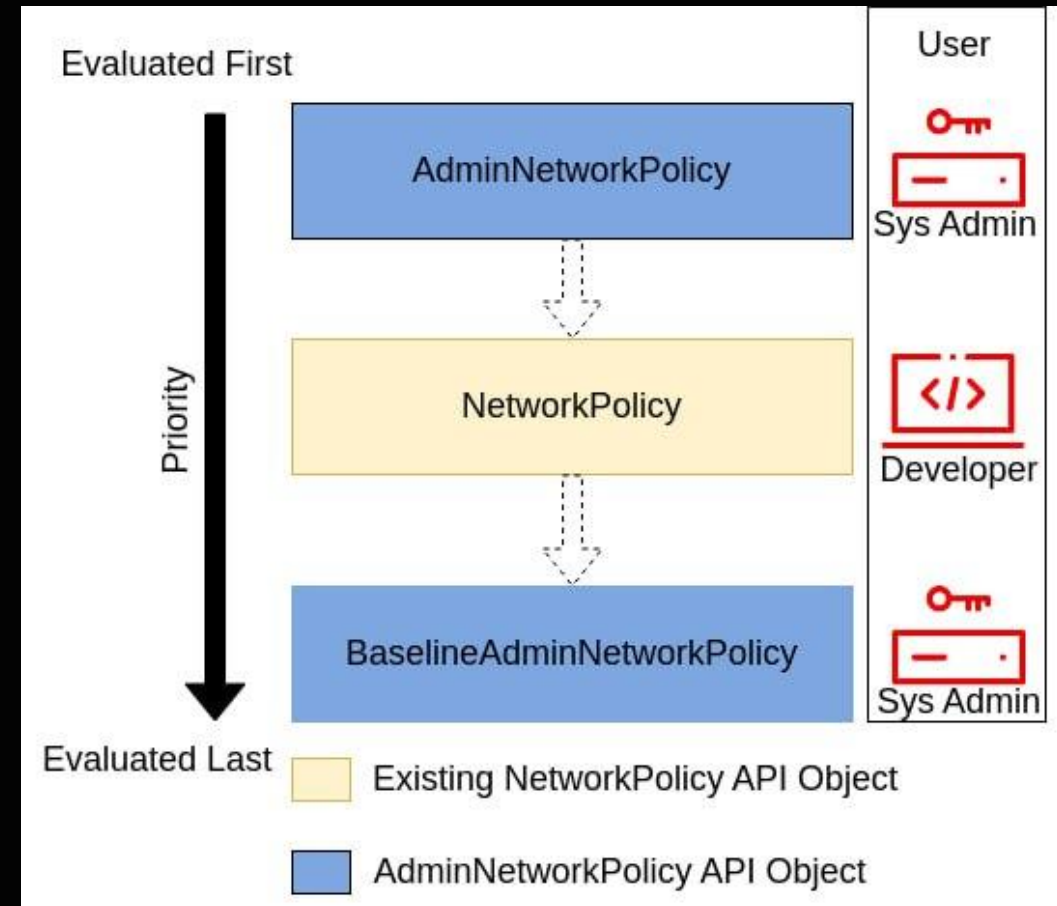 User
Evaluated First
AdminNetworkPolicy
Sys Admin
Priority
NetworkPolicy
</>
Developer
BaselineAdminNetworkPolicy
Sys Admin
Evaluated Last
Existing NetworkPolicy API Object
AdminNetworkPolicy API Object